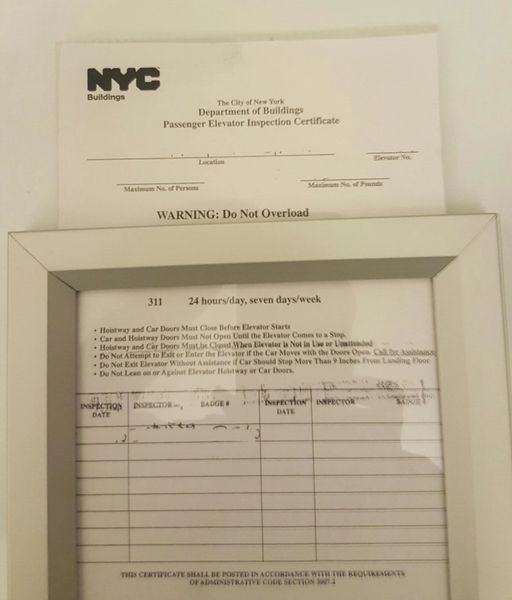 NYC
Buildings
The City of New York
Department of Buildings
Passenger Elevator Inspection Certificate
Location
Elevator No.
Maximum No. of Persons
Maximum No. of Pounds
WARNING: Do Not Overload
311 24 hours/day, seven days/week
• Hoistway and Car Doors Must Close Before Elevator Starts
• Car and Hoistway Doors Must Not Open Until the Elevator Comes to a Stop.
• Hoistway and Car Doors Must be Closed When Elevator is Not in Use or Unattended
• Do Not Attempt to Exit or Enter the Elevator if the Car Moves with the Doors Open. Call for Assistance
• Do Not Exit Elevator Without Assistance if Car Should Stop More Than 9 Inches From Landing Floor
• Do Not Lean on or Against Elevator Hoistway or Car Doors.
INSPECTION DATE INSPECTOR BADGE # INSPECTION DATE INSPECTOR BADGE #
THIS CERTIFICATE SHALL BE POSTED IN ACCORDANCE WITH THE REQUIREMENTS
OF ADMINISTRATIVE CODE SECTION